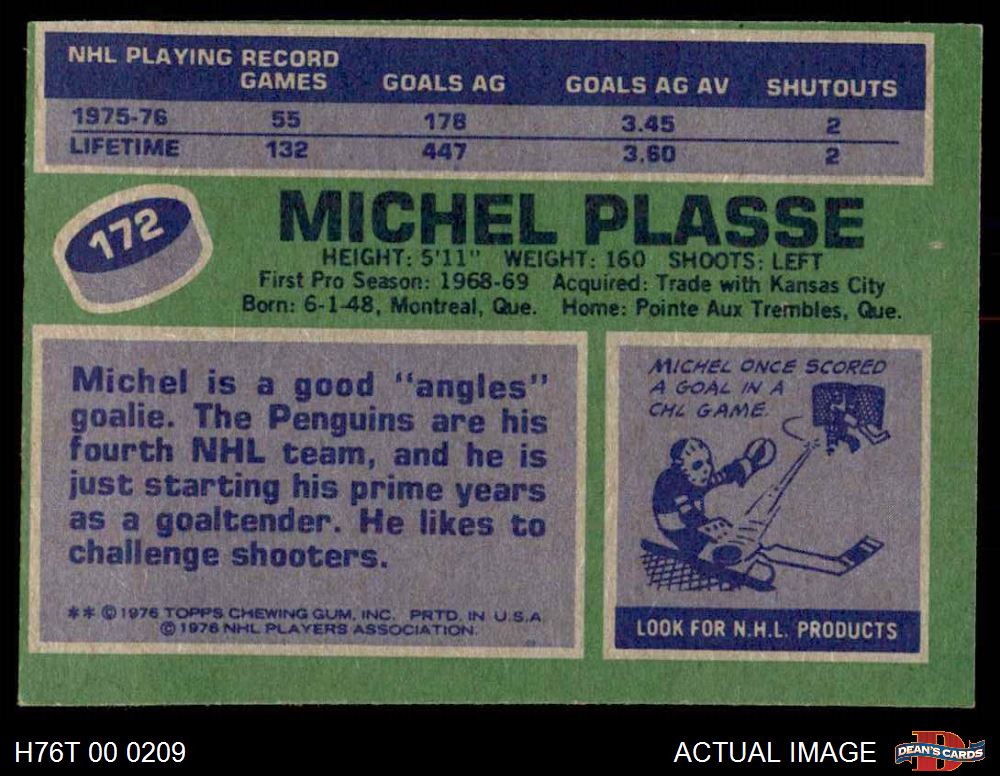 NHL PLAYING RECORD
GAMES GOALS AG GOALS AG AV SHUTOUTS
1975-76 55 178 3.45 2
LIFETIME 132 447 3.60 2
172
MICHEL PLASSE
HEIGHT: 5'11" WEIGHT: 160 SHOOTS: LEFT
First Pro Season: 1968-69 Acquired: Trade with Kansas City
Born: 6-1-48, Montreal, Que. Home: Pointe Aux Trembles, Que.
Michel is a good "angles"
goalie. The Penguins are his
fourth NHL team, and he is
just starting his prime years
as a goaltender. He likes to
challenge shooters.
** © 1976 TOPPS CHEWING GUM, INC. PRTD. IN U.S.A.
© 1976 NHL PLAYERS ASSOCIATION.
MICHEL ONCE SCORED
A GOAL IN A
CHL GAME.
LOOK FOR N.H.L. PRODUCTS
H76T 00 0209 ACTUAL IMAGE D DEAN'S CARDS